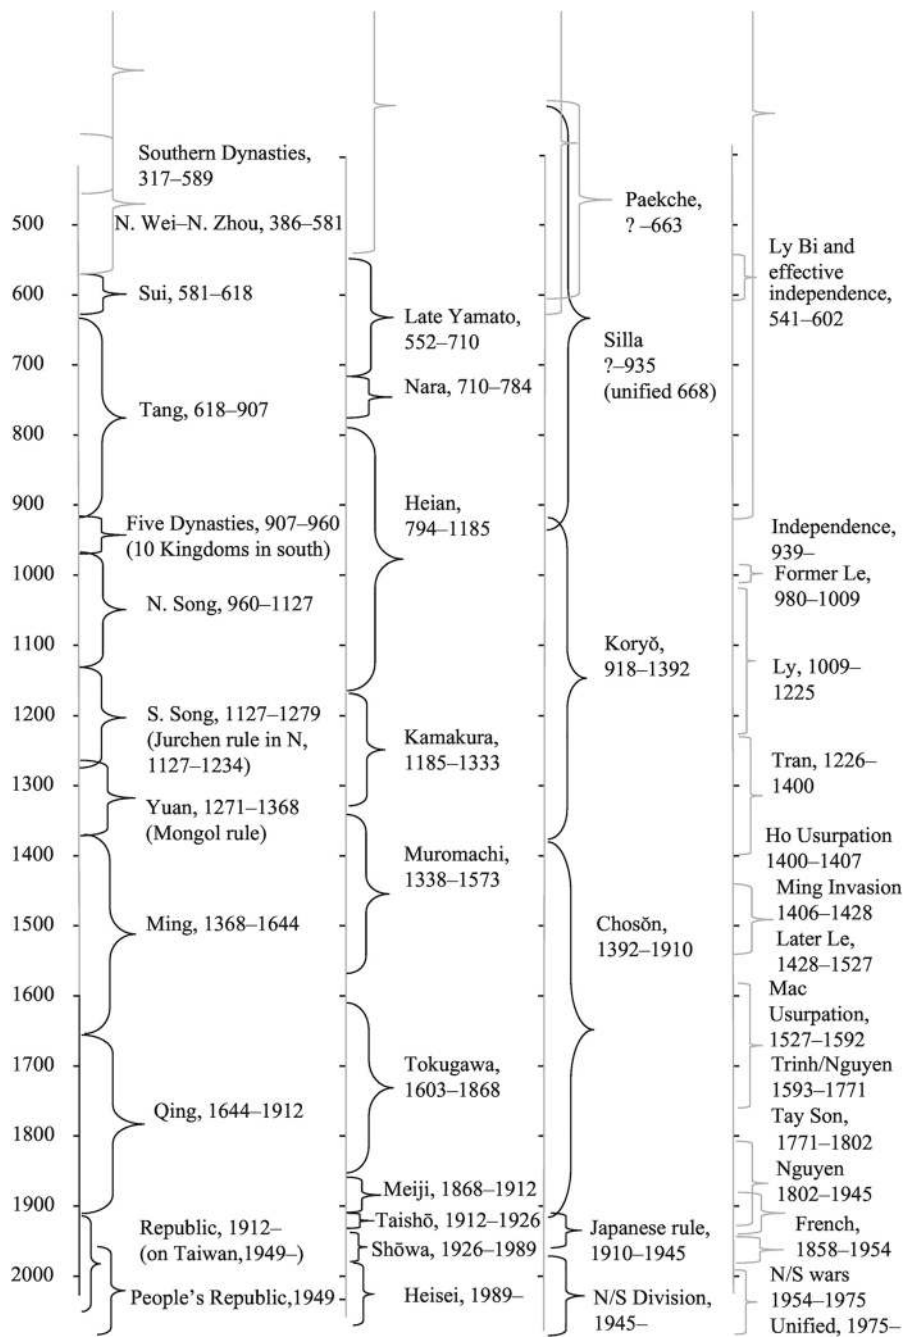 500
600
700
800
900
1000
1100
1200
1300
1400
1500
1600
1700
1800
1900
2000
Southern Dynasties,
317–589
N. Wei–N. Zhou, 386–581
Sui, 581–618
Tang, 618–907
Five Dynasties, 907–960
(10 Kingdoms in south)
N. Song, 960–1127
S. Song, 1127–1279
(Jurchen rule in N,
1127–1234)
Yuan, 1271–1368
(Mongol rule)
Ming, 1368–1644
Qing, 1644–1912
Republic, 1912–
(on Taiwan,1949–)
People's Republic,1949–
Late Yamato,
552–710
Nara, 710–784
Heian,
794–1185
Kamakura,
1185–1333
Muromachi,
1338–1573
Tokugawa,
1603–1868
Meiji, 1868–1912
Taishō, 1912–1926
Shōwa, 1926–1989
Heisei, 1989–
Paekche,
? –663
Silla
?–935
(unified 668)
Koryŏ,
918–1392
Chosŏn,
1392–1910
Japanese rule,
1910–1945
N/S Division,
1945–
Ly Bi and
effective
independence,
541–602
Independence,
939–
Former Le,
980–1009
Ly, 1009–
1225
Tran, 1226–
1400
Ho Usurpation
1400–1407
Ming Invasion
1406–1428
Later Le,
1428–1527
Mac
Usurpation,
1527–1592
Trinh/Nguyen
1593–1771
Tay Son,
1771–1802
Nguyen
1802–1945
French,
1858–1954
N/S wars
1954–1975
Unified, 1975–